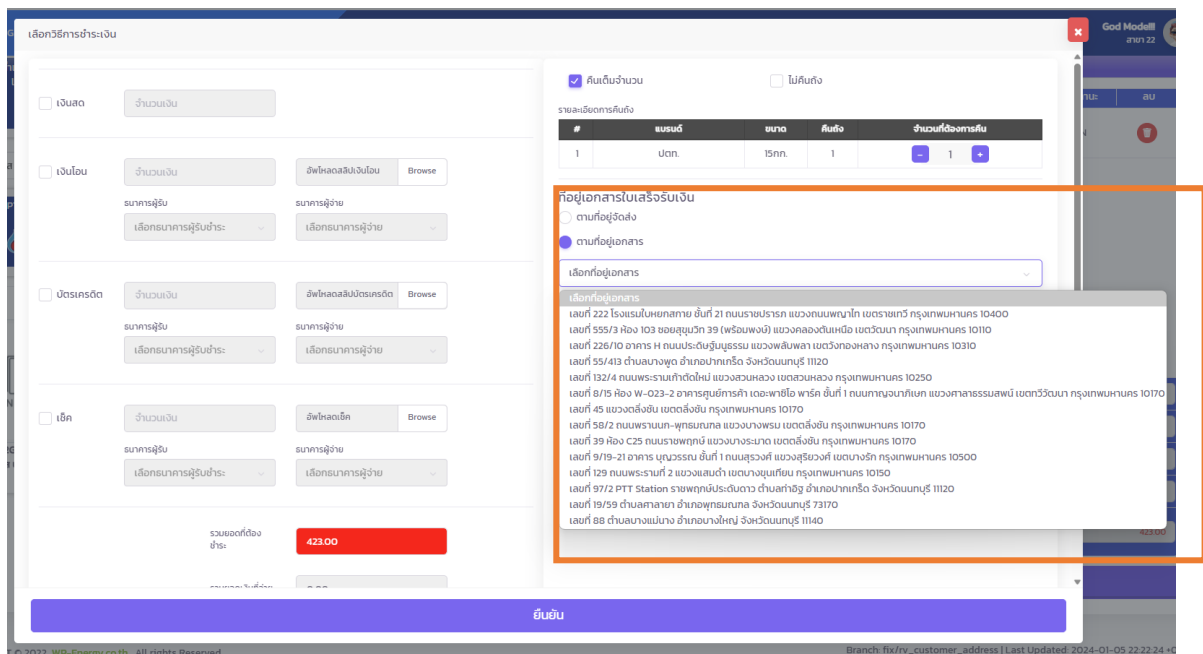 เลือกวิธีการชำระเงิน
God Modelll
สาขา 22
ลบ
เงินสด
จำนวนเงิน
เงินโอน
จำนวนเงิน
อัพโหลดสลิปเงินโอน Browse
ธนาคารผู้รับ ธนาคารผู้จ่าย
เลือกธนาคารผู้รับชำระ เลือกธนาคารผู้จ่าย
บัตรเครดิต
จำนวนเงิน
อัพโหลดสลิปบัตรเครดิต Browse
ธนาคารผู้รับ ธนาคารผู้จ่าย
เลือกธนาคารผู้รับชำระ เลือกธนาคารผู้จ่าย
เช็ค
จำนวนเงิน
อัพโหลดเช็ค Browse
ธนาคารผู้รับ ธนาคารผู้จ่าย
เลือกธนาคารผู้รับชำระ เลือกธนาคารผู้จ่าย
รวมยอดที่ต้อง
ชำระ
423.00
คืนเต็มจำนวน ไม่คืนถัง
รายละเอียดการคืนถัง
# แบรนด์ ขนาด คืนถัง จำนวนที่ต้องการคืน
1 ปตท. 15กก. 1 - 1 +
ที่อยู่เอกสารใบเสร็จรับเงิน
ตามที่อยู่จัดส่ง
ตามที่อยู่เอกสาร
เลือกที่อยู่เอกสาร
เลือกที่อยู่เอกสาร
เลขที่ 222 โรงแรมใบหยกสกาย ชั้นที่ 21 ถนนราชปรารภ แขวงถนนพญาไท เขตราชเทวี กรุงเทพมหานคร 10400
เลขที่ 555/3 ห้อง 103 ซอยสุขุมวิท 39 (พร้อมพงษ์) แขวงคลองตันเหนือ เขตวัฒนา กรุงเทพมหานคร 10110
เลขที่ 226/10 อาคาร H ถนนประดิษฐ์มนูธรรม แขวงพลับพลา เขตวังทองหลาง กรุงเทพมหานคร 10310
เลขที่ 55/413 ตำบลบางพูด อำเภอปากเกร็ด จังหวัดนนทบุรี 11120
เลขที่ 132/4 ถนนพระรามเก้าตัดใหม่ แขวงสวนหลวง เขตสวนหลวง กรุงเทพมหานคร 10250
เลขที่ 8/15 ห้อง W-023-2 อาคารศูนย์การค้า เดอะพาซิโอ พาร์ค ชั้นที่ 1 ถนนกาญจนาภิเษก แขวงศาลาธรรมสพน์ เขตทวีวัฒนา กรุงเทพมหานคร 10170
เลขที่ 45 แขวงตลิ่งชัน เขตตลิ่งชัน กรุงเทพมหานคร 10170
เลขที่ 58/2 ถนนพรานนก-พุทธมณฑล แขวงบางพรม เขตตลิ่งชัน กรุงเทพมหานคร 10170
เลขที่ 39 ห้อง C25 ถนนราชพฤกษ์ แขวงบางระมาด เขตตลิ่งชัน กรุงเทพมหานคร 10170
เลขที่ 9/19-21 อาคาร บุญวรรณ ชั้นที่ 1 ถนนสุรวงศ์ แขวงสุริยวงศ์ เขตบางรัก กรุงเทพมหานคร 10500
เลขที่ 129 ถนนพระรามที่ 2 แขวงแสมดำ เขตบางขุนเทียน กรุงเทพมหานคร 10150
เลขที่ 97/2 PTT Station ราชพฤกษ์ประดับดาว ตำบลท่าอิฐ อำเภอปากเกร็ด จังหวัดนนทบุรี 11120
เลขที่ 19/59 ตำบลศาลายา อำเภอพุทธมณฑล จังหวัดนนทบุรี 73170
เลขที่ 88 ตำบลบางแม่นาง อำเภอบางใหญ่ จังหวัดนนทบุรี 11140
423.00
ยืนยัน
© 2022 WP-Energy.co.th , All rights Reserved
Branch: fix/rv_customer_address | Last Updated: 2024-01-05 22:22:24